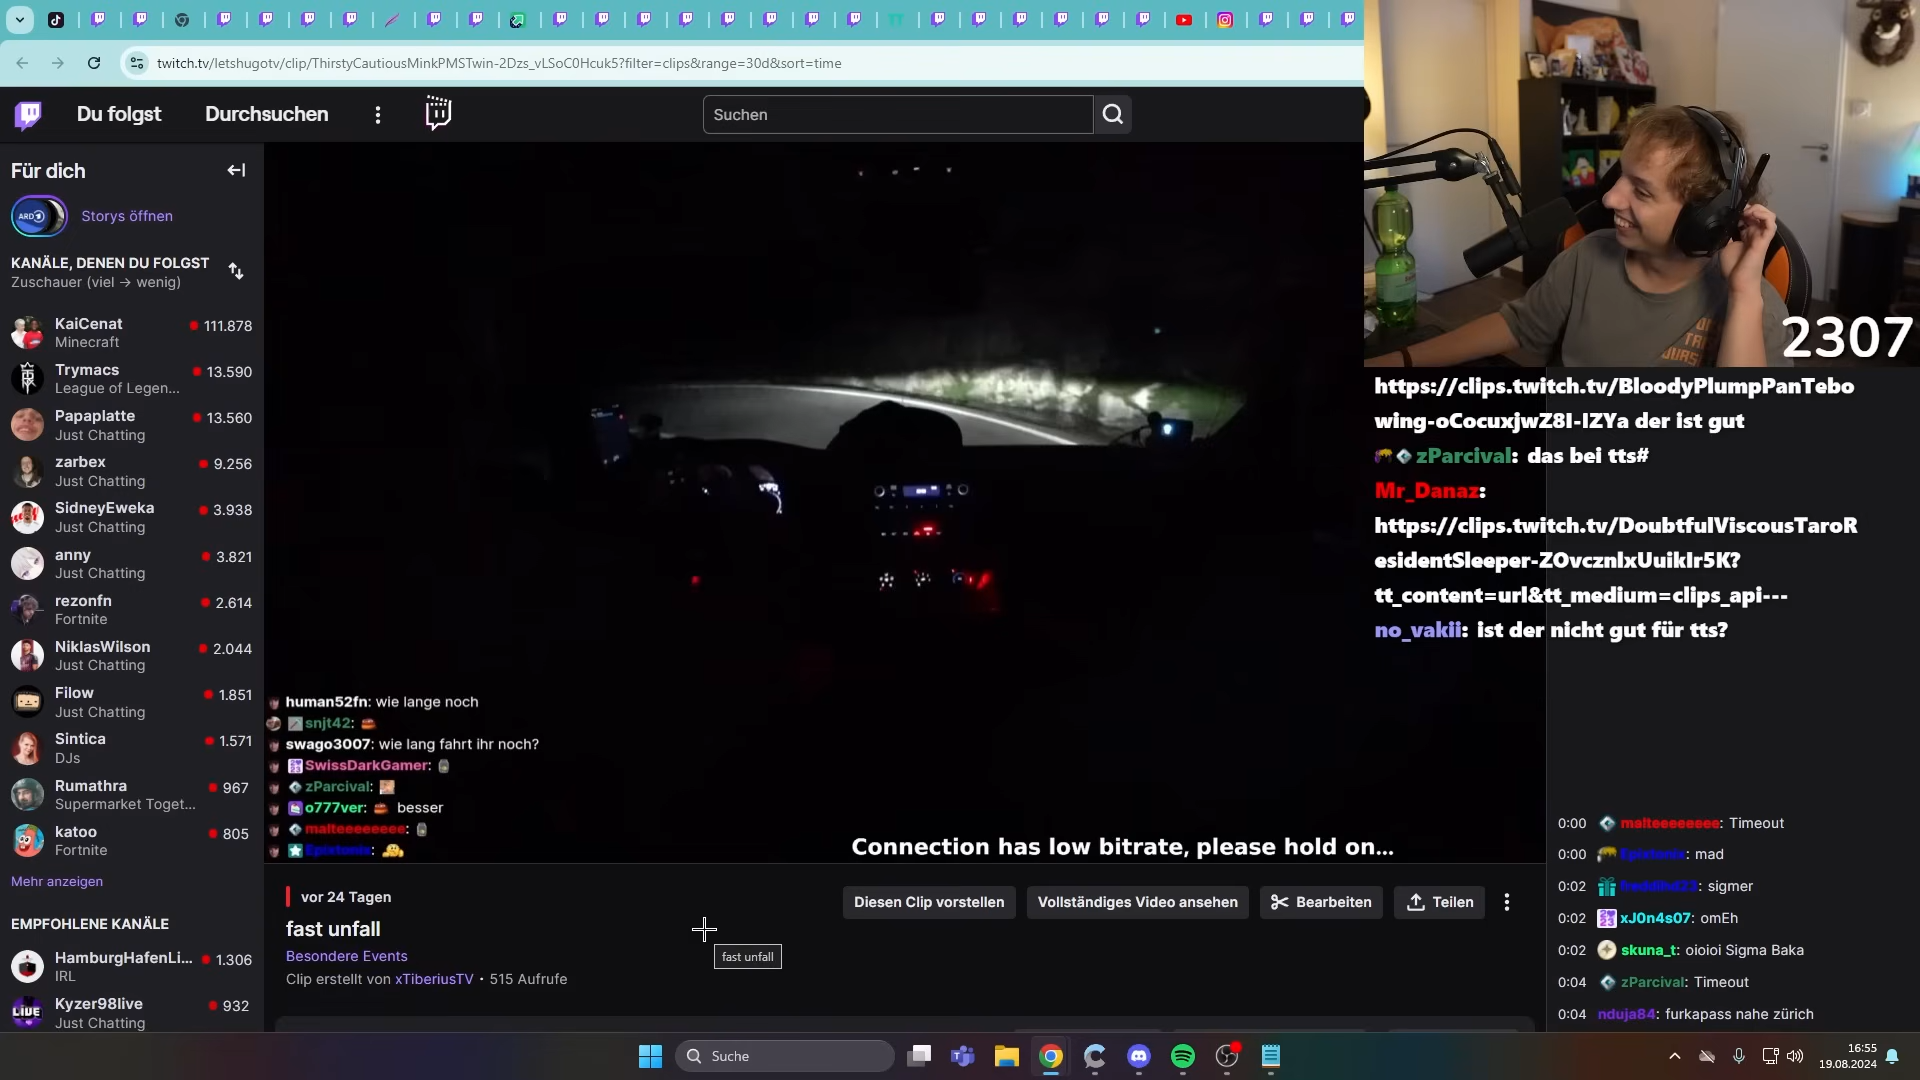 twitch.tv/letshugotv/clip/ThirstyCautiousMinkPMSTwin-2Dzs_vLSoC0Hcuk5?filter=clips&range=30d&sort=time
Du folgst
Durchsuchen
Suchen
Für dich
ARD
Storys öffnen
KANÄLE, DENEN DU FOLGST
Zuschauer (viel → wenig)
KaiCenat 111.878
Minecraft
Trymacs 13.590
League of Legen...
Papaplatte 13.560
Just Chatting
zarbex 9.256
Just Chatting
SidneyEweka 3.938
Just Chatting
anny 3.821
Just Chatting
rezonfn 2.614
Fortnite
NiklasWilson 2.044
Just Chatting
Filow 1.851
Just Chatting
Sintica 1.571
DJs
Rumathra 967
Supermarket Toget...
katoo 805
Fortnite
Mehr anzeigen
EMPFOHLENE KANÄLE
HamburgHafenLi... 1.306
IRL
LIVE
Kyzer98live 932
Just Chatting
human52fn: wie lange noch
snjt42:
swago3007: wie lang fahrt ihr noch?
SwissDarkGamer:
zParcival:
o777ver: besser
malteeeeeeee:
Epixtonix:
Connection has low bitrate, please hold on...
vor 24 Tagen
fast unfall
Besondere Events
Clip erstellt von xTiberiusTV • 515 Aufrufe
Diesen Clip vorstellen
Vollständiges Video ansehen
Bearbeiten
Teilen
fast unfall
2307
https://clips.twitch.tv/BloodyPlumpPanTebo
wing-oCocuxjwZ8I-IZYa der ist gut
zParcival: das bei tts#
Mr_Danaz:
https://clips.twitch.tv/DoubtfulViscousTaroR
esidentSleeper-ZOvcznlxUuikIr5K?
tt_content=url&tt_medium=clips_api---
no_vakii: ist der nicht gut für tts?
0:00 malteeeeeeee: Timeout
0:00 Epixtonix: mad
0:02 : sigmer
0:02 xJ0n4s07: omEh
0:02 skuna_t: oioioi Sigma Baka
0:04 zParcival: Timeout
0:04 nduja84: furkapass nahe zürich
Suche
16:55
19.08.2024